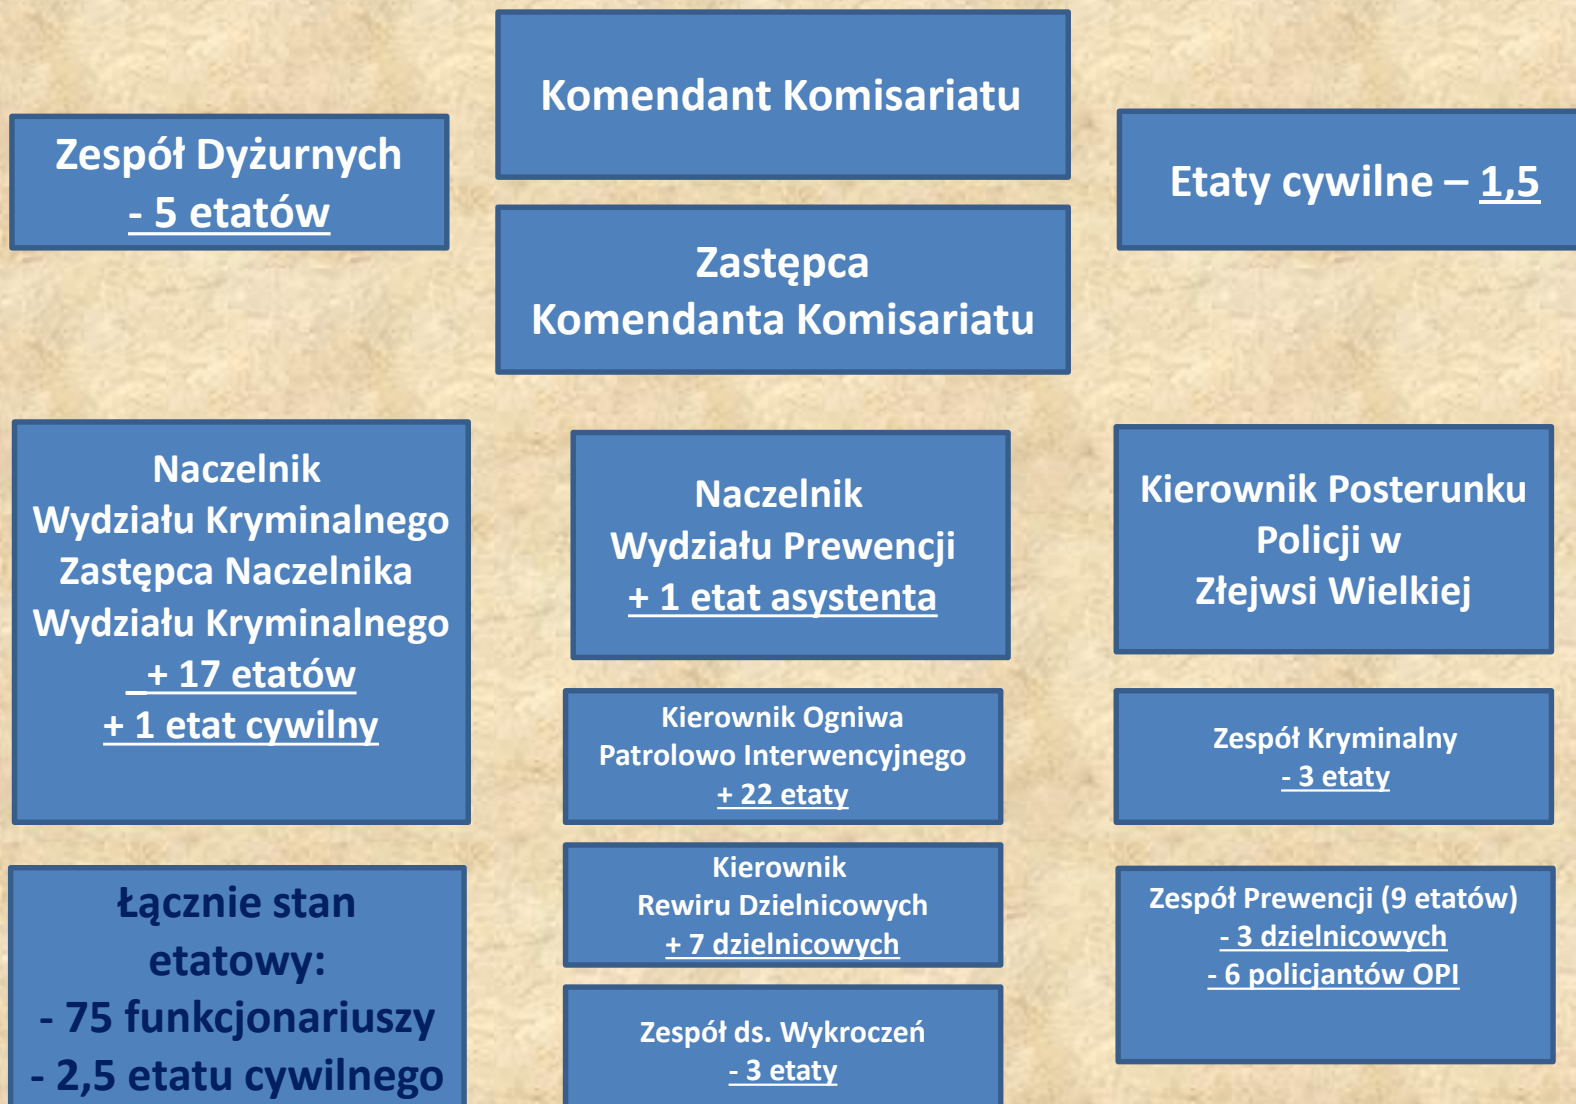 Komendant Komisariatu
Zespół Dyżurnych
- 5 etatów
Etaty cywilne – 1,5
Zastępca
Komendanta Komisariatu
Naczelnik
Wydziału Kryminalnego
Zastępca Naczelnika
Wydziału Kryminalnego
_+ 17 etatów
+ 1 etat cywilny
Naczelnik
Wydziału Prewencji
+ 1 etat asystenta
Kierownik Posterunku
Policji w
Złejwsi Wielkiej
Kierownik Ogniwa
Patrolowo Interwencyjnego
+ 22 etaty
Zespół Kryminalny
- 3 etaty
Kierownik
Rewiru Dzielnicowych
+ 7 dzielnicowych
Zespół Prewencji (9 etatów)
- 3 dzielnicowych
- 6 policjantów OPI
Łącznie stan
etatowy:
- 75 funkcjonariuszy
- 2,5 etatu cywilnego
Zespół ds. Wykroczeń
- 3 etaty